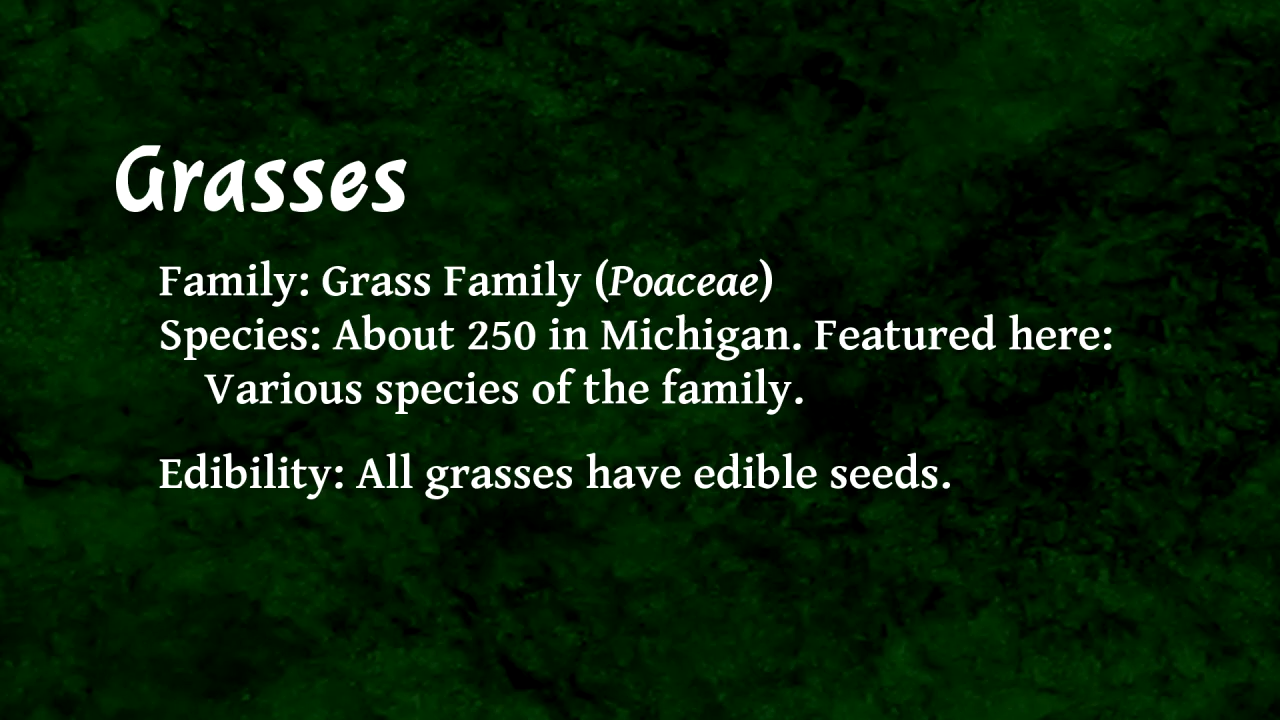 Grasses
Family: Grass Family (Poaceae)
Species: About 250 in Michigan. Featured here:
Various species of the family.
Edibility: All grasses have edible seeds.